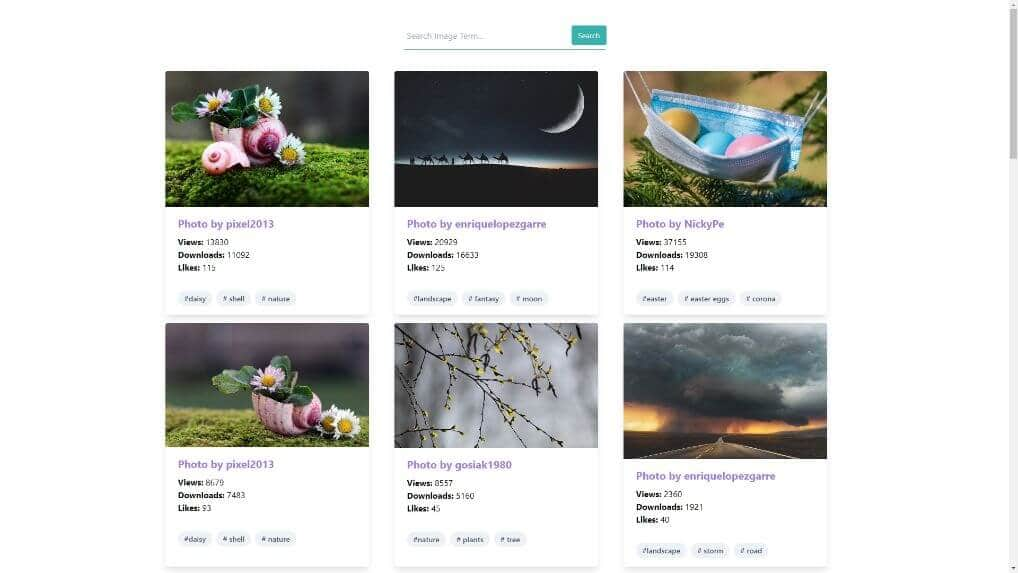 Search Image Term...
Search
Photo by pixel2013
Views: 13830
Downloads: 11092
Likes: 115
#daisy # shell # nature
Photo by enriquelopezgarre
Views: 20929
Downloads: 16633
Likes: 125
#landscape # fantasy # moon
Photo by NickyPe
Views: 37155
Downloads: 19308
Likes: 114
#easter # easter eggs # corona
Photo by pixel2013
Views: 8679
Downloads: 7483
Likes: 93
#daisy # shell # nature
Photo by gosiak1980
Views: 8557
Downloads: 5160
Likes: 45
#nature # plants # tree
Photo by enriquelopezgarre
Views: 2360
Downloads: 1921
Likes: 40
#landscape # storm # road